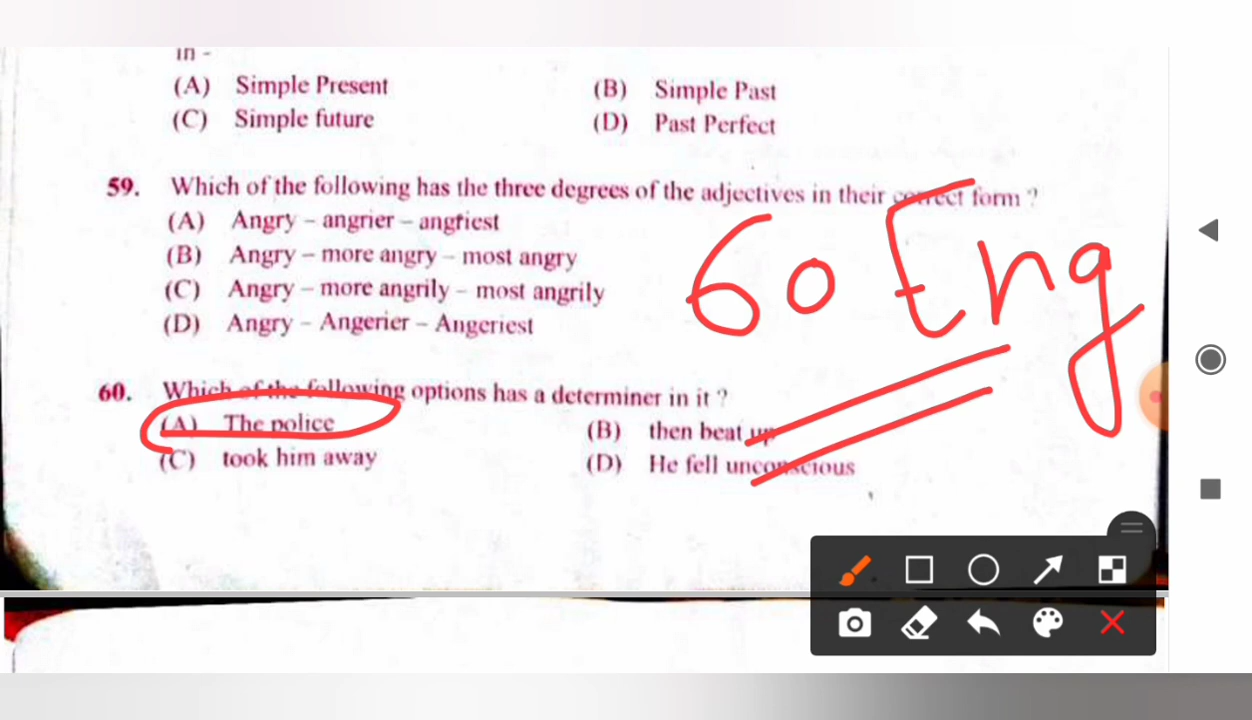 in -
(A) Simple Present (B) Simple Past
(C) Simple future (D) Past Perfect
59. Which of the following has the three degrees of the adjectives in their correct form ?
(A) Angry – angrier – angriest
(B) Angry – more angry – most angry
(C) Angry – more angrily – most angrily
(D) Angry – Angerier – Angeriest
60 Eng
60. Which of the following options has a determiner in it ?
(A) The police (B) then beat up
(C) took him away (D) He fell unconscious